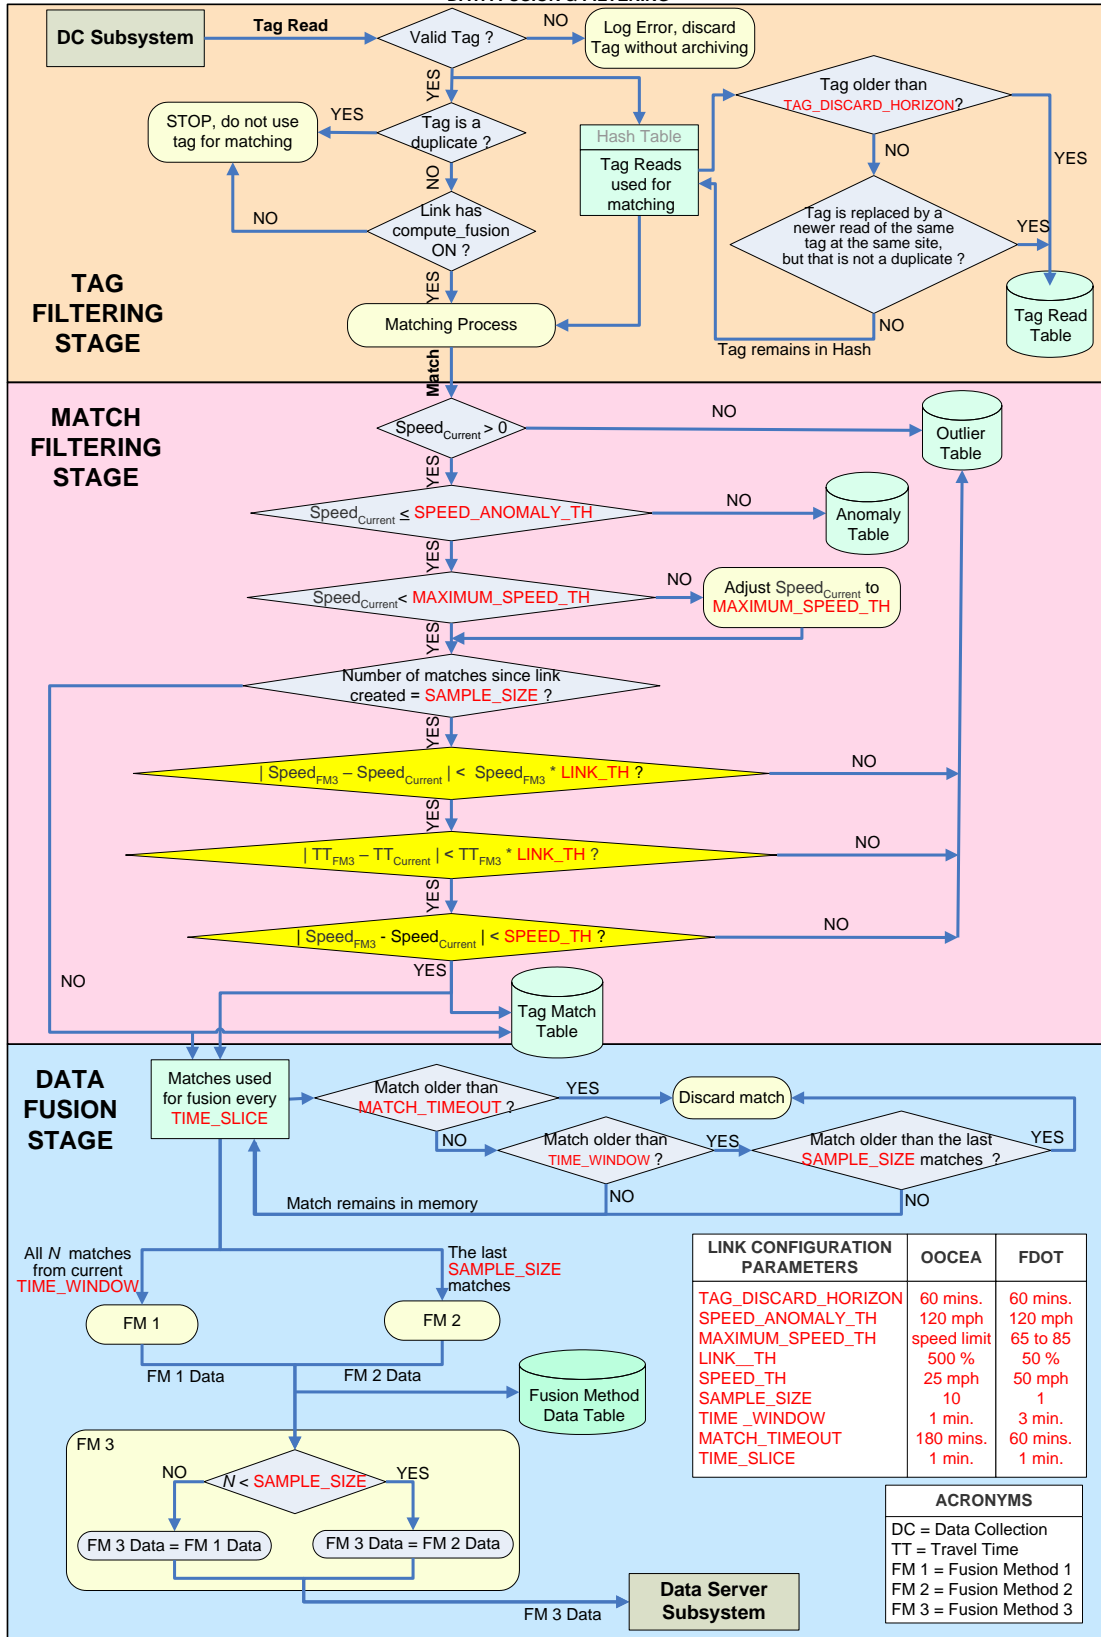 DATA FUSION & FILTERING
DC Subsystem
Tag Read
Valid Tag ?
NO
Log Error, discard
Tag without archiving
YES
Tag older than
TAG_DISCARD_HORIZON?
STOP, do not use
tag for matching
YES
Tag is a
duplicate ?
Hash Table
Tag Reads
used for
matching
NO
YES
NO
NO
Link has
compute_fusion
ON ?
Tag is replaced by a
newer read of the same
tag at the same site,
but that is not a duplicate ?
YES
TAG
FILTERING
STAGE
YES
Matching Process
NO
Tag remains in Hash
Tag Read
Table
Match
MATCH
FILTERING
STAGE
SpeedCurrent > 0
NO
Outlier
Table
YES
SpeedCurrent ≤ SPEED_ANOMALY_TH
NO
Anomaly
Table
YES
SpeedCurrent< MAXIMUM_SPEED_TH
NO
Adjust SpeedCurrent to
MAXIMUM_SPEED_TH
YES
Number of matches since link
created = SAMPLE_SIZE ?
YES
| SpeedFM3 – SpeedCurrent | < SpeedFM3 * LINK_TH ?
NO
YES
| TTFM3 – TTCurrent | < TTFM3 * LINK_TH ?
NO
YES
| SpeedFM3 - SpeedCurrent | < SPEED_TH ?
NO
YES
NO
Tag Match
Table
DATA
FUSION
STAGE
Matches used
for fusion every
TIME_SLICE
Match older than
MATCH_TIMEOUT ?
YES
Discard match
NO
Match older than
TIME_WINDOW ?
YES
Match older than the last
SAMPLE_SIZE matches ?
YES
Match remains in memory
NO
NO
All N matches
from current
TIME_WINDOW
The last
SAMPLE_SIZE
matches
FM 1
FM 2
FM 1 Data
FM 2 Data
Fusion Method
Data Table
FM 3
NO
N < SAMPLE_SIZE
YES
FM 3 Data = FM 1 Data
FM 3 Data = FM 2 Data
FM 3 Data
Data Server
Subsystem
LINK CONFIGURATION
PARAMETERS
OOCEA
FDOT
TAG_DISCARD_HORIZON 60 mins. 60 mins.
SPEED_ANOMALY_TH 120 mph 120 mph
MAXIMUM_SPEED_TH speed limit 65 to 85
LINK__TH 500 % 50 %
SPEED_TH 25 mph 50 mph
SAMPLE_SIZE 10 1
TIME _WINDOW 1 min. 3 min.
MATCH_TIMEOUT 180 mins. 60 mins.
TIME_SLICE 1 min. 1 min.
ACRONYMS
DC = Data Collection
TT = Travel Time
FM 1 = Fusion Method 1
FM 2 = Fusion Method 2
FM 3 = Fusion Method 3